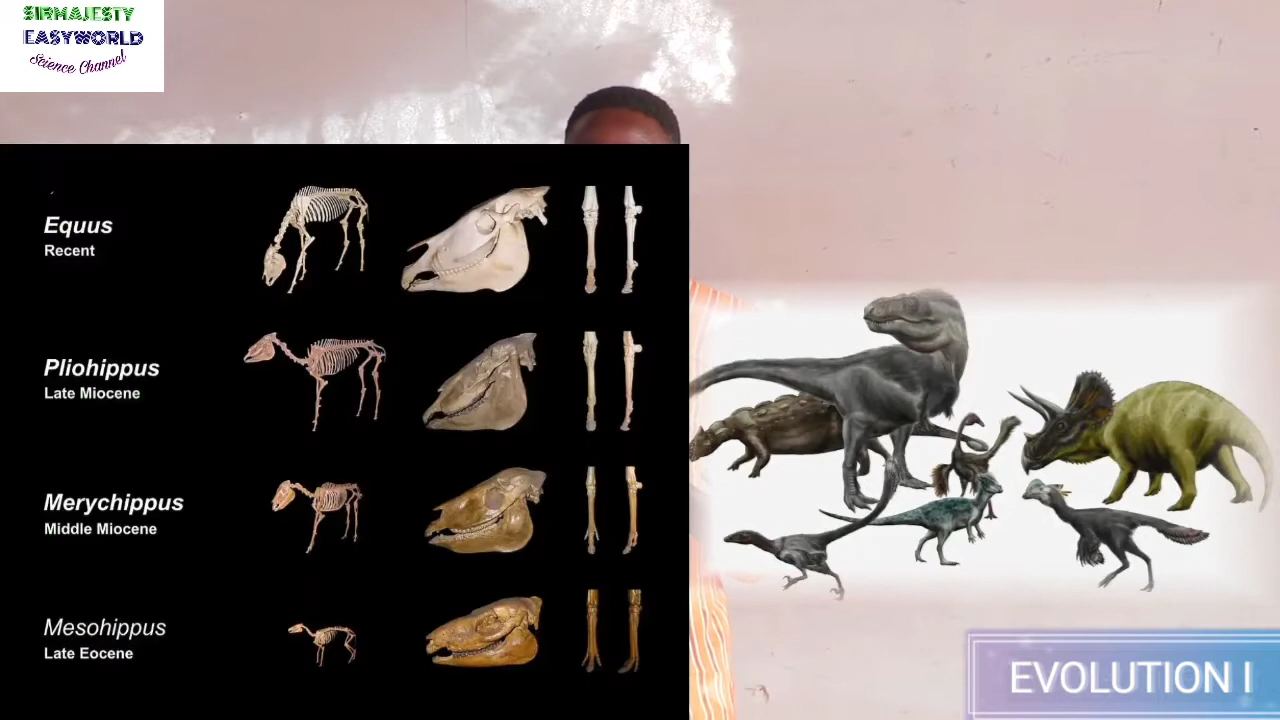 SIRMAJESTY
EASYWORLD
Science Channel
Equus
Recent
Pliohippus
Late Miocene
Merychippus
Middle Miocene
Mesohippus
Late Eocene
EVOLUTION I